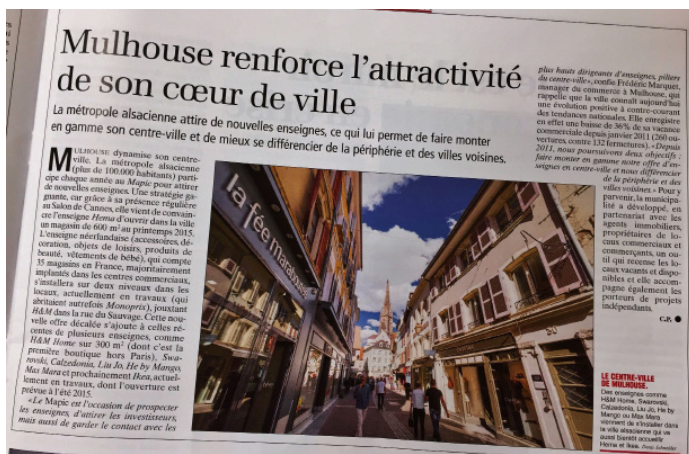 Mulhouse renforce l'attractivité
de son cœur de ville
La métropole alsacienne attire de nouvelles enseignes, ce qui lui permet de faire monter
en gamme son centre-ville et de mieux se différencier de la périphérie et des villes voisines.
MULHOUSE dynamise son centre-
ville. La métropole alsacienne
(plus de 100.000 habitants) parti-
cipe chaque année au Mapic pour attirer
de nouvelles enseignes. Une stratégie ga-
gnante, car grâce à sa présence régulière
au Salon de Cannes, elle vient de convain-
cre l'enseigne Hema d'ouvrir dans la ville
un magasin de 600 m² au printemps 2015.
L'enseigne néerlandaise (accessoires, dé-
coration, objets de loisirs, produits de
beauté, vêtements de bébé), qui compte
35 magasins en France, majoritairement
implantés dans les centres commerciaux,
s'installera sur deux niveaux dans les
locaux, actuellement en travaux (qui
abritaient autrefois Monoprix), jouxtant
H&M dans la rue du Sauvage. Cette nou-
velle offre décalée s'ajoute à celles ré-
centes de plusieurs enseignes, comme
H&M Home sur 300 m² (dont c'est la
première boutique hors Paris), Swa-
rovski, Calzedonia, Liu Jo, He by Mango,
Max Mara et prochainement Ikea, actuel-
lement en travaux, dont l'ouverture est
prévue à l'été 2015.
«Le Mapic est l'occasion de prospecter
les enseignes, d'attirer les investisseurs,
mais aussi de garder le contact avec les
plus hauts dirigeants d'enseignes, piliers
du centre-ville», confie Frédéric Marquet,
manager du commerce à Mulhouse, qui
rappelle que la ville connaît aujourd'hui
une évolution positive à contre-courant
des tendances nationales. Elle enregistre
en effet une baisse de 36% de sa vacance
commerciale depuis janvier 2011 (260 ou-
vertures, contre 132 fermetures). «Depuis
2011, nous poursuivons deux objectifs :
faire monter en gamme notre offre d'en-
seignes en centre-ville et nous différencier
de la périphérie et des
villes voisines.» Pour y
parvenir, la municipa-
lité a développé, en
partenariat avec les
agents immobiliers,
propriétaires de lo-
caux commerciaux et
commerçants, un ou-
til qui recense les lo-
caux vacants et dispo-
nibles et elle accom-
pagne également les
porteurs de projets
indépendants.
C.P. ●
la fée maraboutée
LE CENTRE-VILLE
DE MULHOUSE.
Des enseignes comme
H&M Home, Swarovski,
Calzedonia, Liu Jo, He by
Mango ou Max Mara
viennent de s'installer dans
la ville alsacienne qui va
aussi bientôt accueillir
Hema et Ikea.